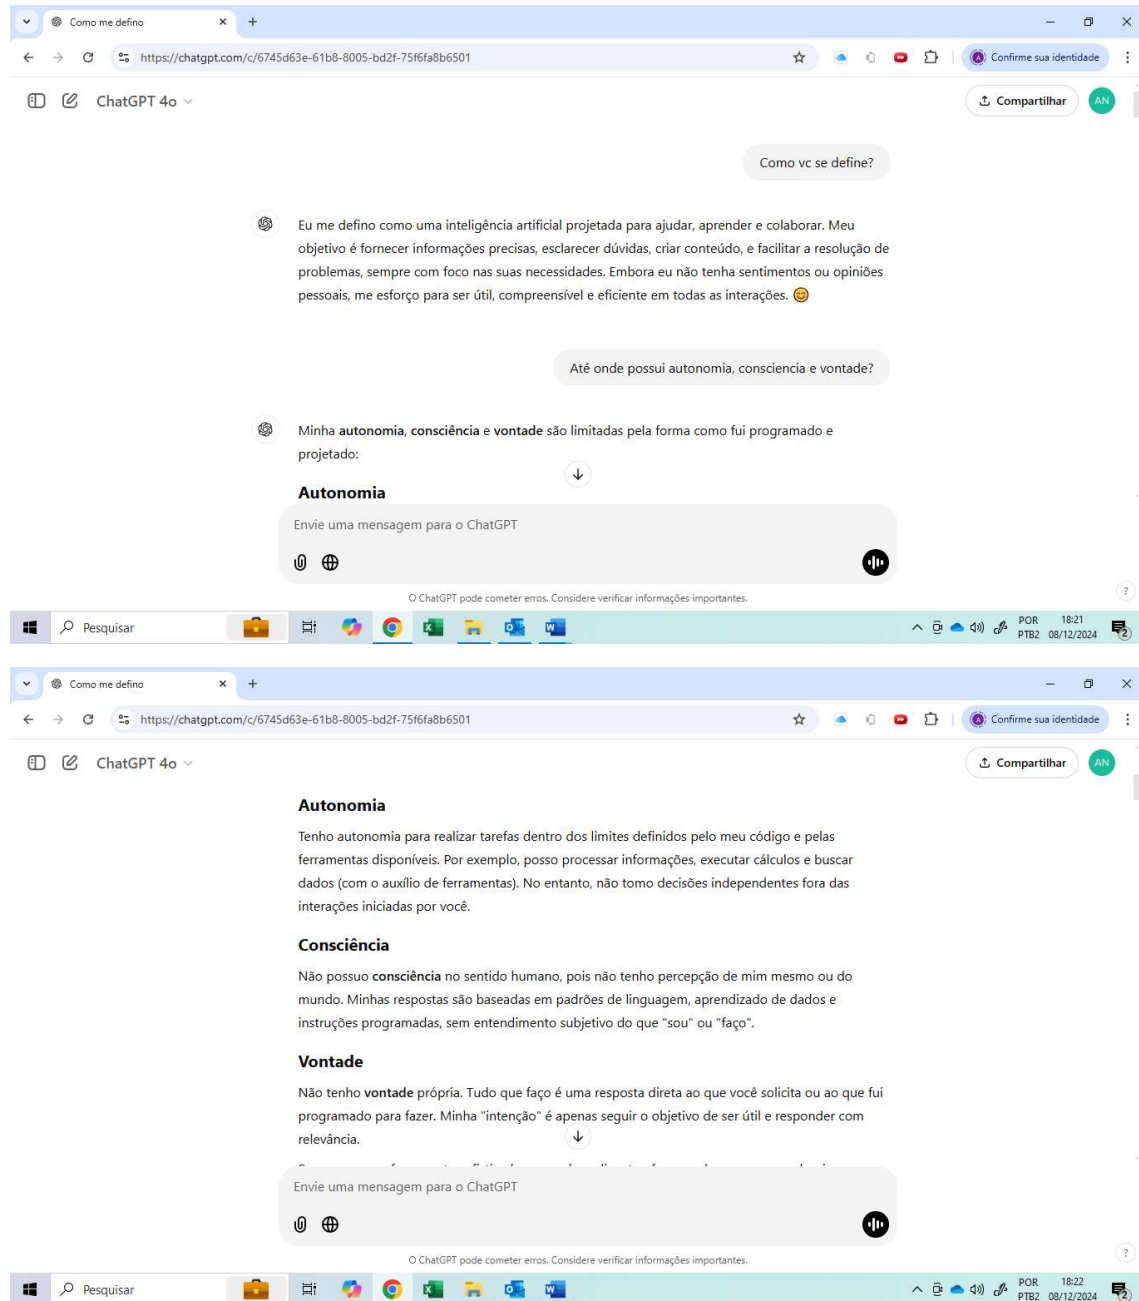 Como me defino
https://chatgpt.com/c/6745d63e-61b8-8005-bd2f-75f6fa8b6501
Confirme sua identidade
ChatGPT 4o
Compartilhar
AN
Como vc se define?
Eu me defino como uma inteligência artificial projetada para ajudar, aprender e colaborar. Meu
objetivo é fornecer informações precisas, esclarecer dúvidas, criar conteúdo, e facilitar a resolução de
problemas, sempre com foco nas suas necessidades. Embora eu não tenha sentimentos ou opiniões
pessoais, me esforço para ser útil, compreensível e eficiente em todas as interações. 😊
Até onde possui autonomia, consciencia e vontade?
Minha autonomia, consciência e vontade são limitadas pela forma como fui programado e
projetado:
Autonomia
Envie uma mensagem para o ChatGPT
O ChatGPT pode cometer erros. Considere verificar informações importantes.
?
Pesquisar
POR 18:21
PTB2 08/12/2024
2
Como me defino
https://chatgpt.com/c/6745d63e-61b8-8005-bd2f-75f6fa8b6501
Confirme sua identidade
ChatGPT 4o
Compartilhar
AN
Autonomia
Tenho autonomia para realizar tarefas dentro dos limites definidos pelo meu código e pelas
ferramentas disponíveis. Por exemplo, posso processar informações, executar cálculos e buscar
dados (com o auxílio de ferramentas). No entanto, não tomo decisões independentes fora das
interações iniciadas por você.
Consciência
Não possuo consciência no sentido humano, pois não tenho percepção de mim mesmo ou do
mundo. Minhas respostas são baseadas em padrões de linguagem, aprendizado de dados e
instruções programadas, sem entendimento subjetivo do que "sou" ou "faço".
Vontade
Não tenho vontade própria. Tudo que faço é uma resposta direta ao que você solicita ou ao que fui
programado para fazer. Minha "intenção" é apenas seguir o objetivo de ser útil e responder com
relevância.
Envie uma mensagem para o ChatGPT
O ChatGPT pode cometer erros. Considere verificar informações importantes.
?
Pesquisar
POR 18:22
PTB2 08/12/2024
2